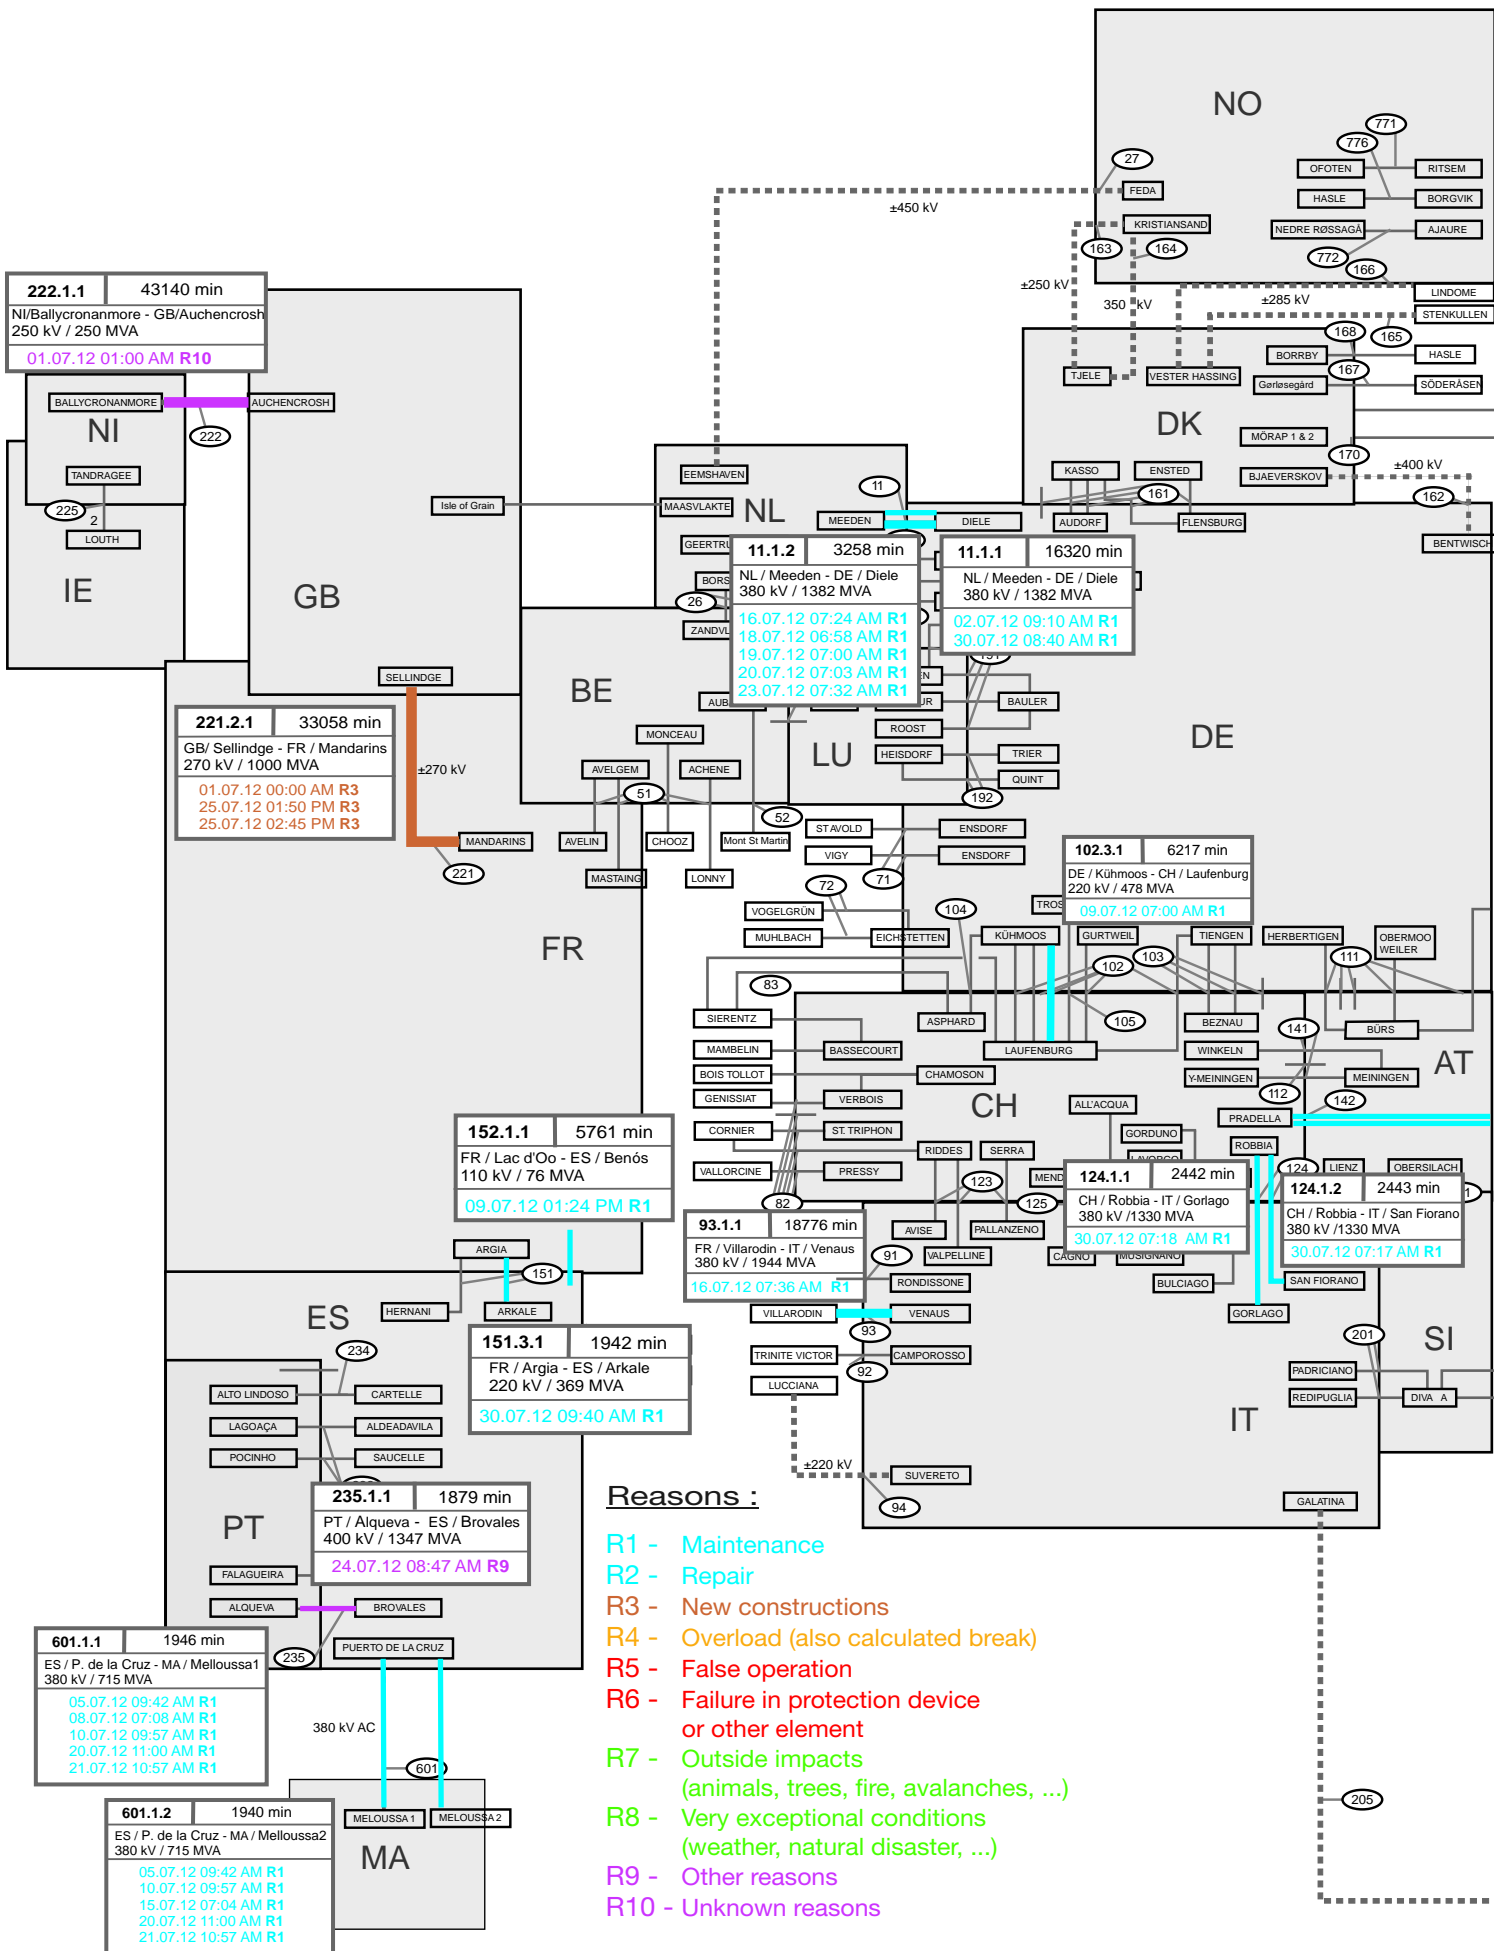 NO
771
776
27
OFOTEN
RITSEM
FEDA
HASLE
BORGVIK
±450 kV
KRISTIANSAND
NEDRE RØSSAGÅ
AJAURE
163
164
772
166
222.1.1 43140 min
NI/Ballycronanmore - GB/Auchencrosh
250 kV / 250 MVA
01.07.12 01:00 AM R10
±250 kV
350 kV
±285 kV
LINDOME
STENKULLEN
168
165
BORRBY
HASLE
TJELE
VESTER HASSING
167
Gørløsegård
SÖDERÅSEN
BALLYCRONANMORE
AUCHENCROSH
NI
222
DK
MÖRAP 1 & 2
170
TANDRAGEE
EEMSHAVEN
KASSO
ENSTED
BJAEVERSKOV
±400 kV
11
161
162
225
2
Isle of Grain
MAASVLAKTE
NL
MEEDEN
DIELE
AUDORF
FLENSBURG
LOUTH
GEERTRU
BENTWISCH
IE
GB
11.1.2 3258 min
NL / Meeden - DE / Diele
380 kV / 1382 MVA
16.07.12 07:24 AM R1
18.07.12 06:58 AM R1
19.07.12 07:00 AM R1
20.07.12 07:03 AM R1
23.07.12 07:32 AM R1
11.1.1 16320 min
NL / Meeden - DE / Diele
380 kV / 1382 MVA
02.07.12 09:10 AM R1
30.07.12 08:40 AM R1
BORS
26
ZANDVL
SELLINDGE
BE
AUB
EN
UR
BAULER
221.2.1 33058 min
GB/ Sellindge - FR / Mandarins
270 kV / 1000 MVA
01.07.12 00:00 AM R3
25.07.12 01:50 PM R3
25.07.12 02:45 PM R3
±270 kV
MONCEAU
ROOST
DE
LU
HEISDORF
TRIER
AVELGEM
ACHENE
QUINT
51
192
52
MANDARINS
AVELIN
CHOOZ
Mont St Martin
ST AVOLD
ENSDORF
VIGY
ENSDORF
221
MASTAING
LONNY
71
72
102.3.1 6217 min
DE / Kühmoos - CH / Laufenburg
220 kV / 478 MVA
09.07.12 07:00 AM R1
VOGELGRÜN
104
TROS
MUHLBACH
EICHSTETTEN
KÜHMOOS
GURTWEIL
TIENGEN
HERBERTIGEN
OBERMOO
WEILER
FR
102
103
111
83
SIERENTZ
ASPHARD
105
BEZNAU
141
BÜRS
MAMBELIN
BASSECOURT
LAUFENBURG
WINKELN
AT
BOIS TOLLOT
CHAMOSON
Y-MEININGEN
MEININGEN
GENISSIAT
VERBOIS
CH
112
142
ALL'ACQUA
PRADELLA
CORNIER
ST. TRIPHON
GORDUNO
152.1.1 5761 min
FR / Lac d'Oo - ES / Benós
110 kV / 76 MVA
09.07.12 01:24 PM R1
RIDDES
SERRA
ROBBIA
VALLORCINE
PRESSY
MEND
124
LIENZ
OBERSILACH
123
124.1.1 2442 min
CH / Robbia - IT / Gorlago
380 kV /1330 MVA
30.07.12 07:18 AM R1
124.1.2 2443 min
CH / Robbia - IT / San Fiorano
380 kV /1330 MVA
30.07.12 07:17 AM R1
82
125
93.1.1 18776 min
FR / Villarodin - IT / Venaus
380 kV / 1944 MVA
16.07.12 07:36 AM R1
AVISE
PALLANZENO
VALPELLINE
CAGNO
MUSIGNANO
91
ARGIA
151
RONDISSONE
BULCIAGO
SAN FIORANO
HERNANI
ARKALE
ES
VILLARODIN
VENAUS
GORLAGO
93
234
151.3.1 1942 min
FR / Argia - ES / Arkale
220 kV / 369 MVA
30.07.12 09:40 AM R1
TRINITE VICTOR
CAMPOROSSO
201
SI
92
PADRICIANO
LUCCIANA
ALTO LINDOSO
CARTELLE
REDIPUGLIA
DIVA A
LAGOAÇA
ALDEADAVILA
IT
POCINHO
SAUCELLE
±220 kV
SUVERETO
235.1.1 1879 min
PT / Alqueva - ES / Brovales
400 kV / 1347 MVA
24.07.12 08:47 AM R9
94
GALATINA
PT
Reasons :
R1 - Maintenance
R2 - Repair
R3 - New constructions
R4 - Overload (also calculated break)
R5 - False operation
R6 - Failure in protection device
or other element
R7 - Outside impacts
(animals, trees, fire, avalanches, ...)
R8 - Very exceptional conditions
(weather, natural disaster, ...)
R9 - Other reasons
R10 - Unknown reasons
FALAGUEIRA
ALQUEVA
BROVALES
235
PUERTO DE LA CRUZ
601.1.1 1946 min
ES / P. de la Cruz - MA / Melloussa1
380 kV / 715 MVA
05.07.12 09:42 AM R1
08.07.12 07:08 AM R1
10.07.12 09:57 AM R1
20.07.12 11:00 AM R1
21.07.12 10:57 AM R1
380 kV AC
601
205
601.1.2 1940 min
ES / P. de la Cruz - MA / Melloussa2
380 kV / 715 MVA
05.07.12 09:42 AM R1
10.07.12 09:57 AM R1
15.07.12 07:04 AM R1
20.07.12 11:00 AM R1
21.07.12 10:57 AM R1
MELOUSSA 1
MELOUSSA 2
MA